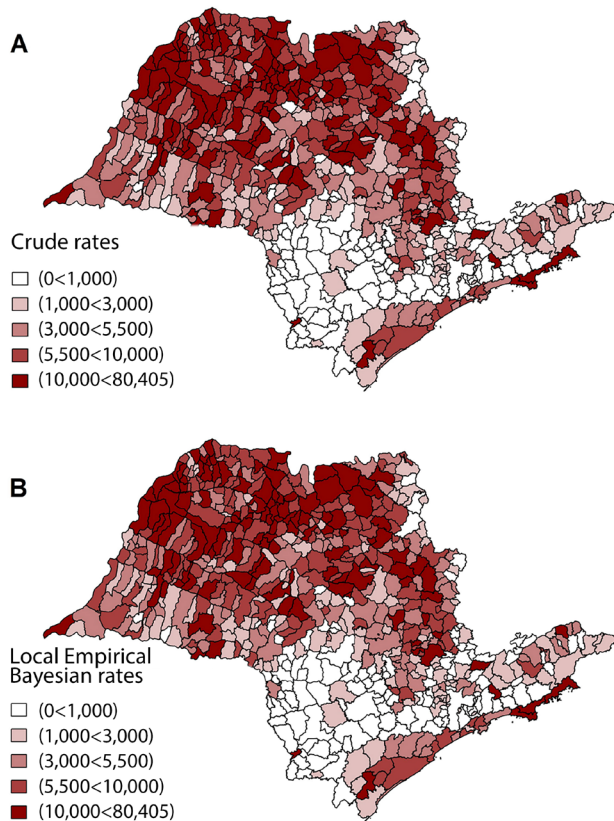 A
Crude rates
(0<1,000)
(1,000<3,000)
(3,000<5,500)
(5,500<10,000)
(10,000<80,405)
B
Local Empirical
Bayesian rates
(0<1,000)
(1,000<3,000)
(3,000<5,500)
(5,500<10,000)
(10,000<80,405)